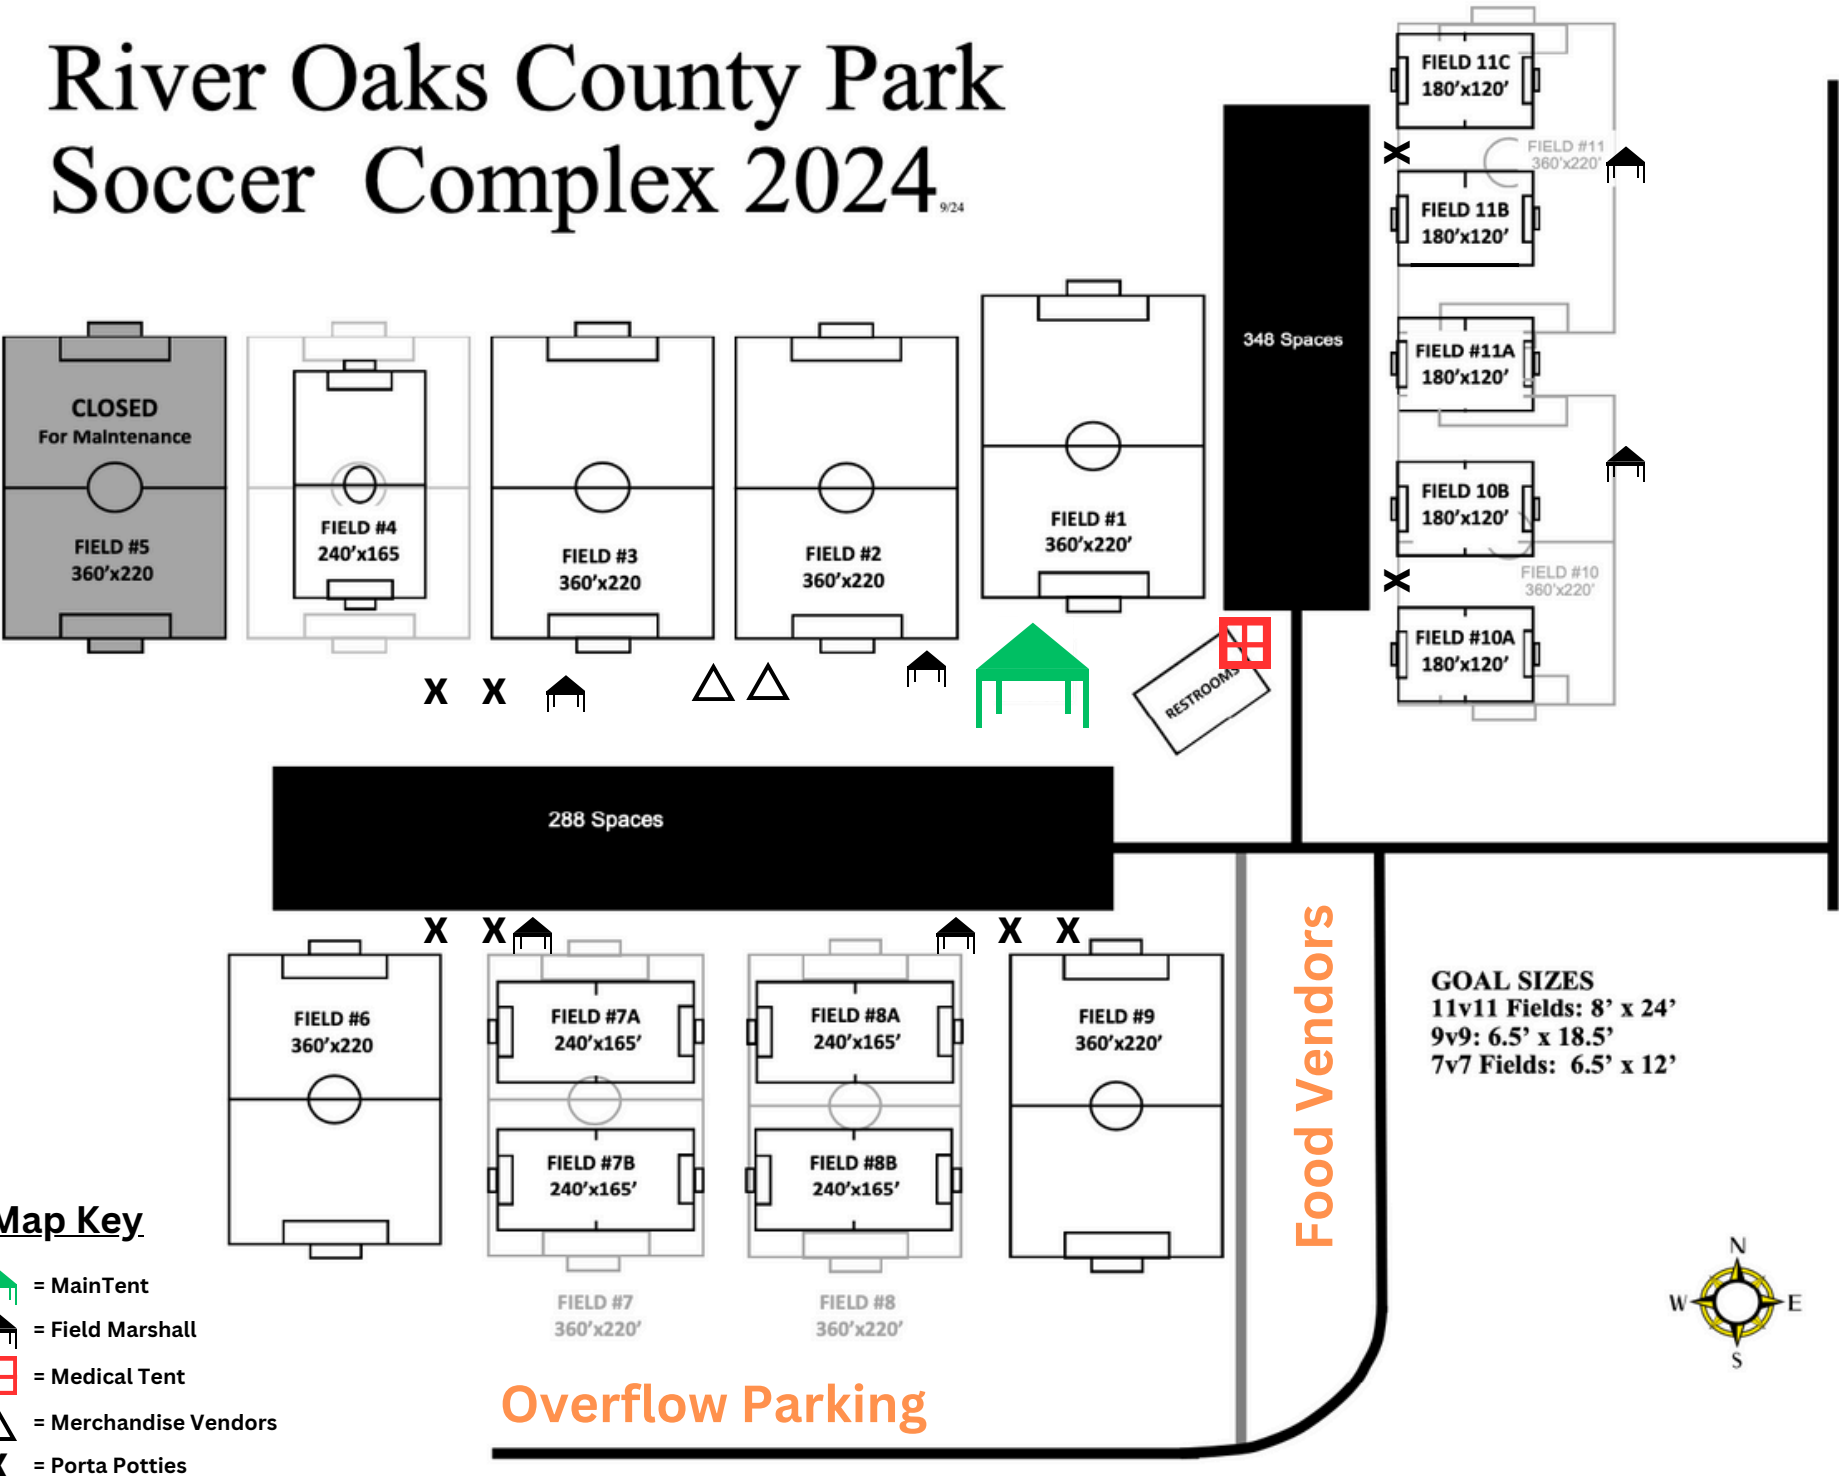 River Oaks County Park
Soccer Complex 2024
9/24
FIELD 11C
180'x120'
FIELD #11
360'x220'
X
FIELD 11B
180'x120'
348 Spaces
FIELD #11A
180'x120'
FIELD 10B
180'x120'
X
FIELD #10
360'x220'
FIELD #10A
180'x120'
CLOSED
For Maintenance
FIELD #5
360'x220
FIELD #4
240'x165
FIELD #3
360'x220
FIELD #2
360'x220
FIELD #1
360'x220'
X X
RESTROOMS
288 Spaces
X X X X
FIELD #6
360'x220
FIELD #7A
240'x165'
FIELD #8A
240'x165'
FIELD #9
360'x220'
FIELD #7B
240'x165'
FIELD #8B
240'x165'
FIELD #7
360'x220'
FIELD #8
360'x220'
Food Vendors
GOAL SIZES
11v11 Fields: 8' x 24'
9v9: 6.5' x 18.5'
7v7 Fields: 6.5' x 12'
Map Key
= MainTent
= Field Marshall
= Medical Tent
= Merchandise Vendors
X = Porta Potties
Overflow Parking
N
W E
S